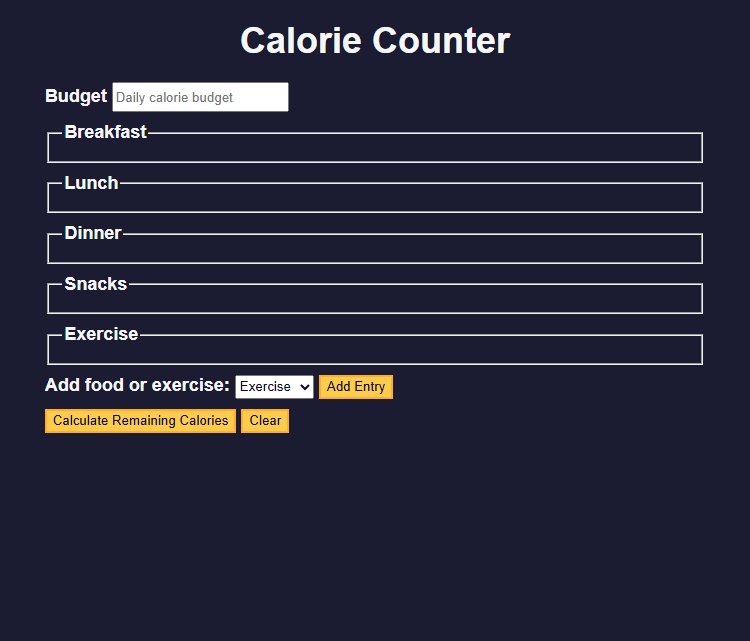 Calorie Counter
Budget Daily calorie budget
Breakfast
Lunch
Dinner
Snacks
Exercise
Add food or exercise: Exercise Add Entry
Calculate Remaining Calories Clear